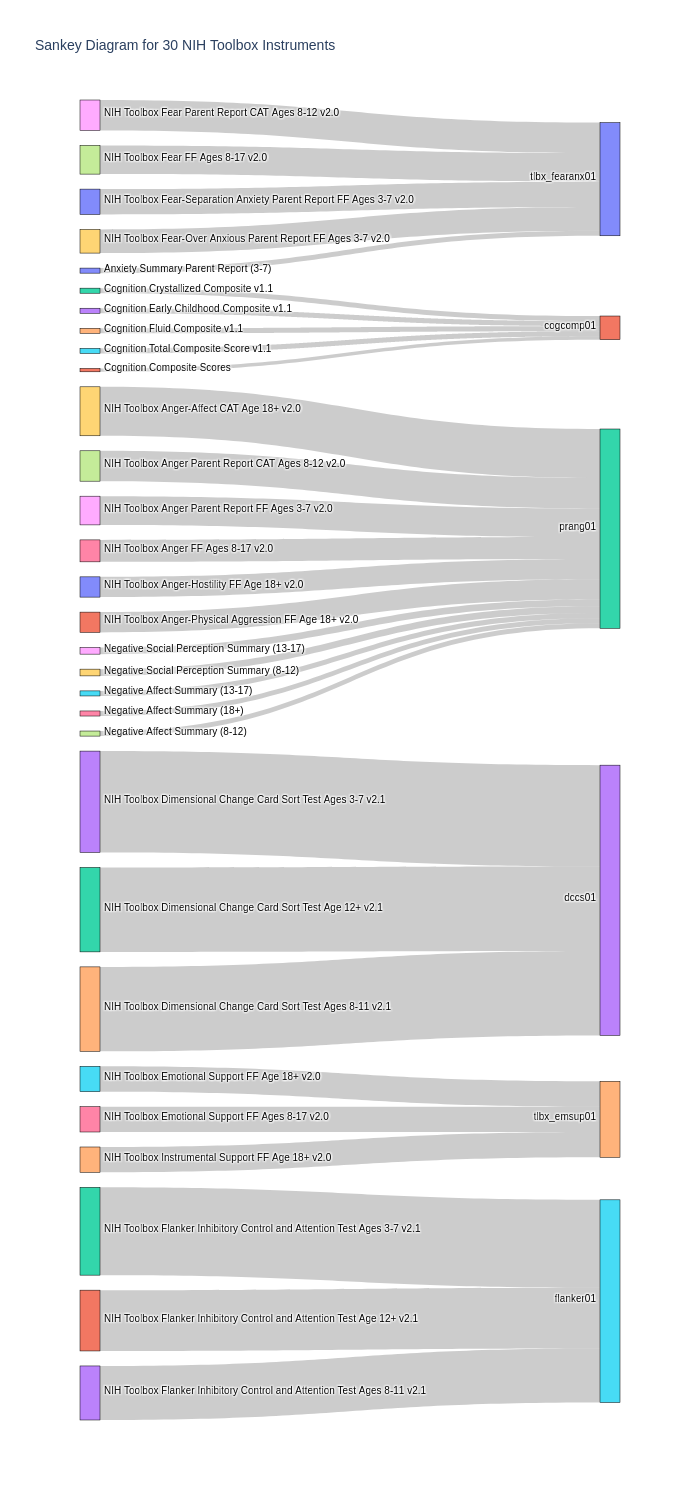 Sankey Diagram for 30 NIH Toolbox Instruments
NIH Toolbox Fear Parent Report CAT Ages 8-12 v2.0
NIH Toolbox Fear FF Ages 8-17 v2.0
tlbx_fearanx01
NIH Toolbox Fear-Separation Anxiety Parent Report FF Ages 3-7 v2.0
NIH Toolbox Fear-Over Anxious Parent Report FF Ages 3-7 v2.0
Anxiety Summary Parent Report (3-7)
Cognition Crystallized Composite v1.1
Cognition Early Childhood Composite v1.1
Cognition Fluid Composite v1.1
cogcomp01
Cognition Total Composite Score v1.1
Cognition Composite Scores
NIH Toolbox Anger-Affect CAT Age 18+ v2.0
NIH Toolbox Anger Parent Report CAT Ages 8-12 v2.0
NIH Toolbox Anger Parent Report FF Ages 3-7 v2.0
prang01
NIH Toolbox Anger FF Ages 8-17 v2.0
NIH Toolbox Anger-Hostility FF Age 18+ v2.0
NIH Toolbox Anger-Physical Aggression FF Age 18+ v2.0
Negative Social Perception Summary (13-17)
Negative Social Perception Summary (8-12)
Negative Affect Summary (13-17)
Negative Affect Summary (18+)
Negative Affect Summary (8-12)
NIH Toolbox Dimensional Change Card Sort Test Ages 3-7 v2.1
dccs01
NIH Toolbox Dimensional Change Card Sort Test Age 12+ v2.1
NIH Toolbox Dimensional Change Card Sort Test Ages 8-11 v2.1
NIH Toolbox Emotional Support FF Age 18+ v2.0
NIH Toolbox Emotional Support FF Ages 8-17 v2.0
tlbx_emsup01
NIH Toolbox Instrumental Support FF Age 18+ v2.0
NIH Toolbox Flanker Inhibitory Control and Attention Test Ages 3-7 v2.1
flanker01
NIH Toolbox Flanker Inhibitory Control and Attention Test Age 12+ v2.1
NIH Toolbox Flanker Inhibitory Control and Attention Test Ages 8-11 v2.1